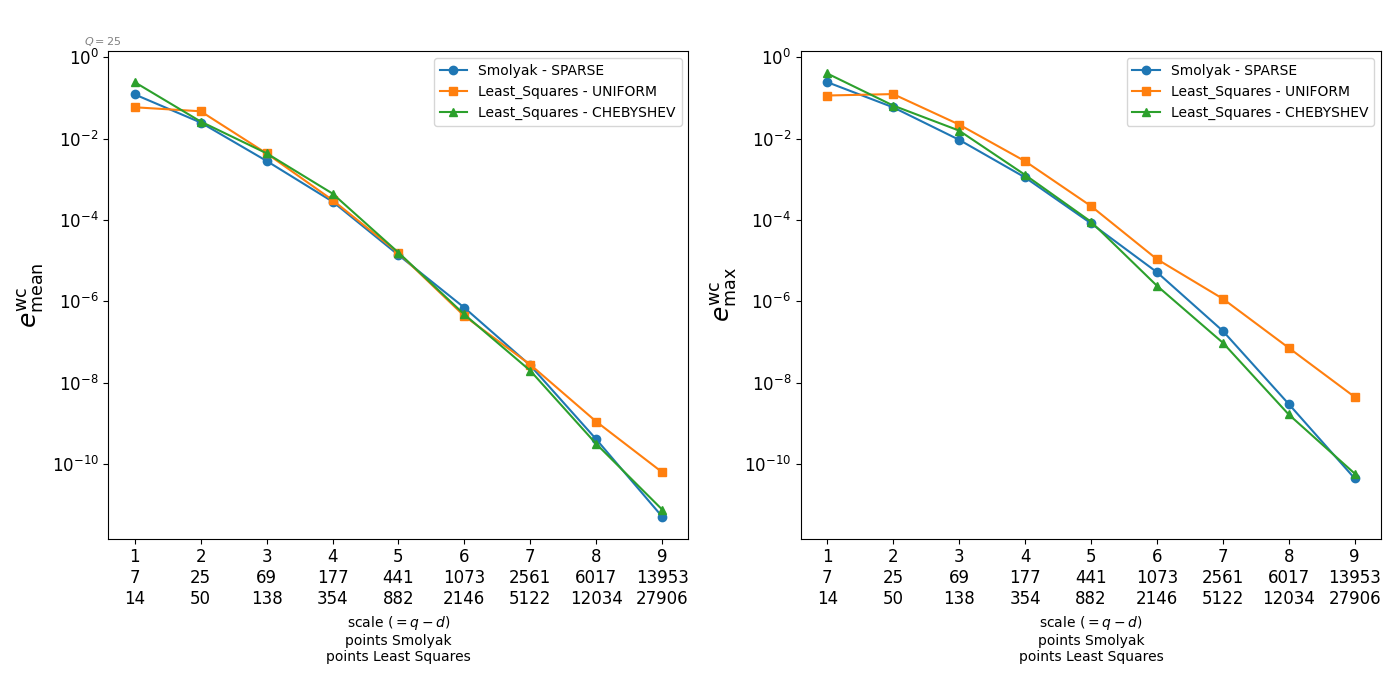 Q = 25
Smolyak - SPARSE
Least_Squares - UNIFORM
Least_Squares - CHEBYSHEV
10^0
10^{-2}
10^{-4}
10^{-6}
10^{-8}
10^{-10}
e^{wc}_{mean}
1 2 3 4 5 6 7 8 9
7 25 69 177 441 1073 2561 6017 13953
14 50 138 354 882 2146 5122 12034 27906
scale (= q − d)
points Smolyak
points Least Squares
Smolyak - SPARSE
Least_Squares - UNIFORM
Least_Squares - CHEBYSHEV
10^0
10^{-2}
10^{-4}
10^{-6}
10^{-8}
10^{-10}
e^{wc}_{max}
1 2 3 4 5 6 7 8 9
7 25 69 177 441 1073 2561 6017 13953
14 50 138 354 882 2146 5122 12034 27906
scale (= q − d)
points Smolyak
points Least Squares